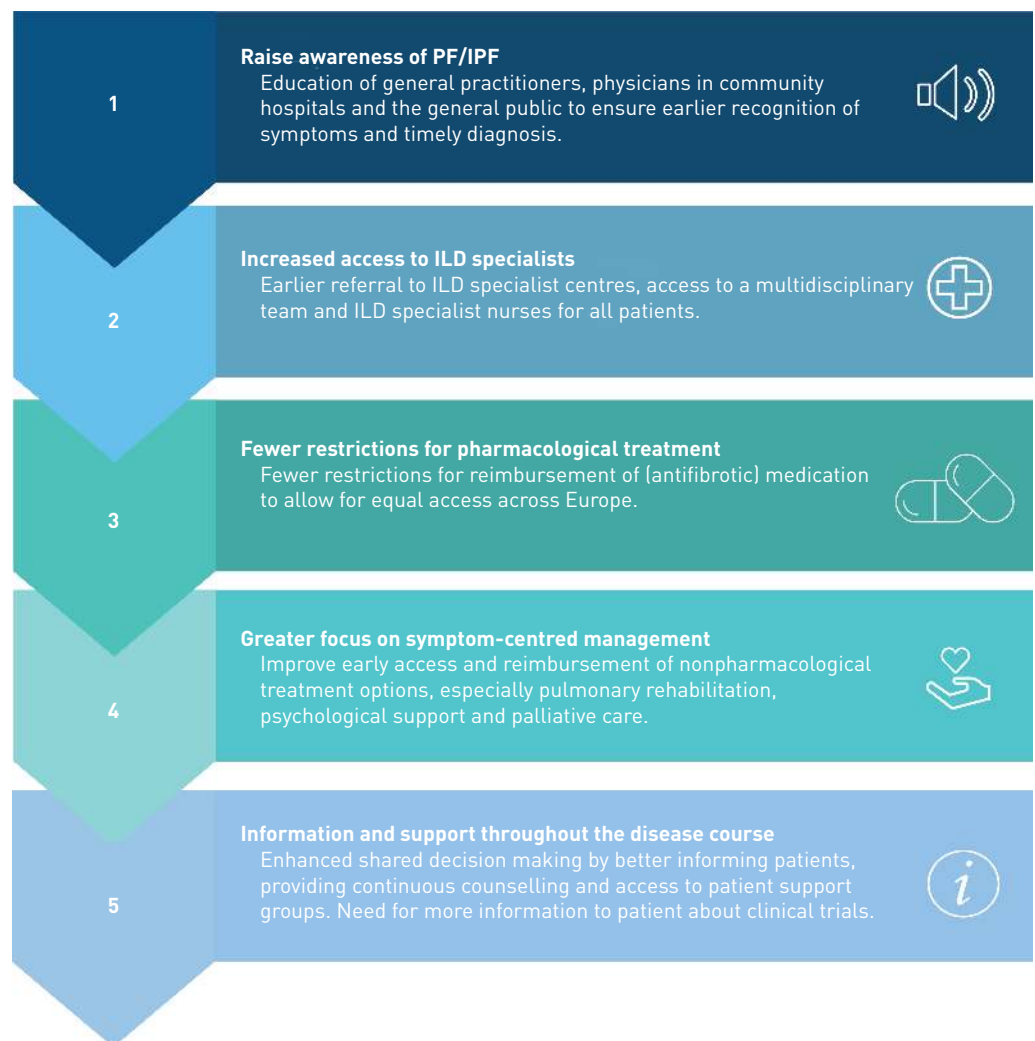 1
Raise awareness of PF/IPF
Education of general practitioners, physicians in community
hospitals and the general public to ensure earlier recognition of
symptoms and timely diagnosis.
2
Increased access to ILD specialists
Earlier referral to ILD specialist centres, access to a multidisciplinary
team and ILD specialist nurses for all patients.
3
Fewer restrictions for pharmacological treatment
Fewer restrictions for reimbursement of (antifibrotic) medication
to allow for equal access across Europe.
4
Greater focus on symptom-centred management
Improve early access and reimbursement of nonpharmacological
treatment options, especially pulmonary rehabilitation,
psychological support and palliative care.
5
Information and support throughout the disease course
Enhanced shared decision making by better informing patients,
providing continuous counselling and access to patient support
groups. Need for more information to patient about clinical trials.
i